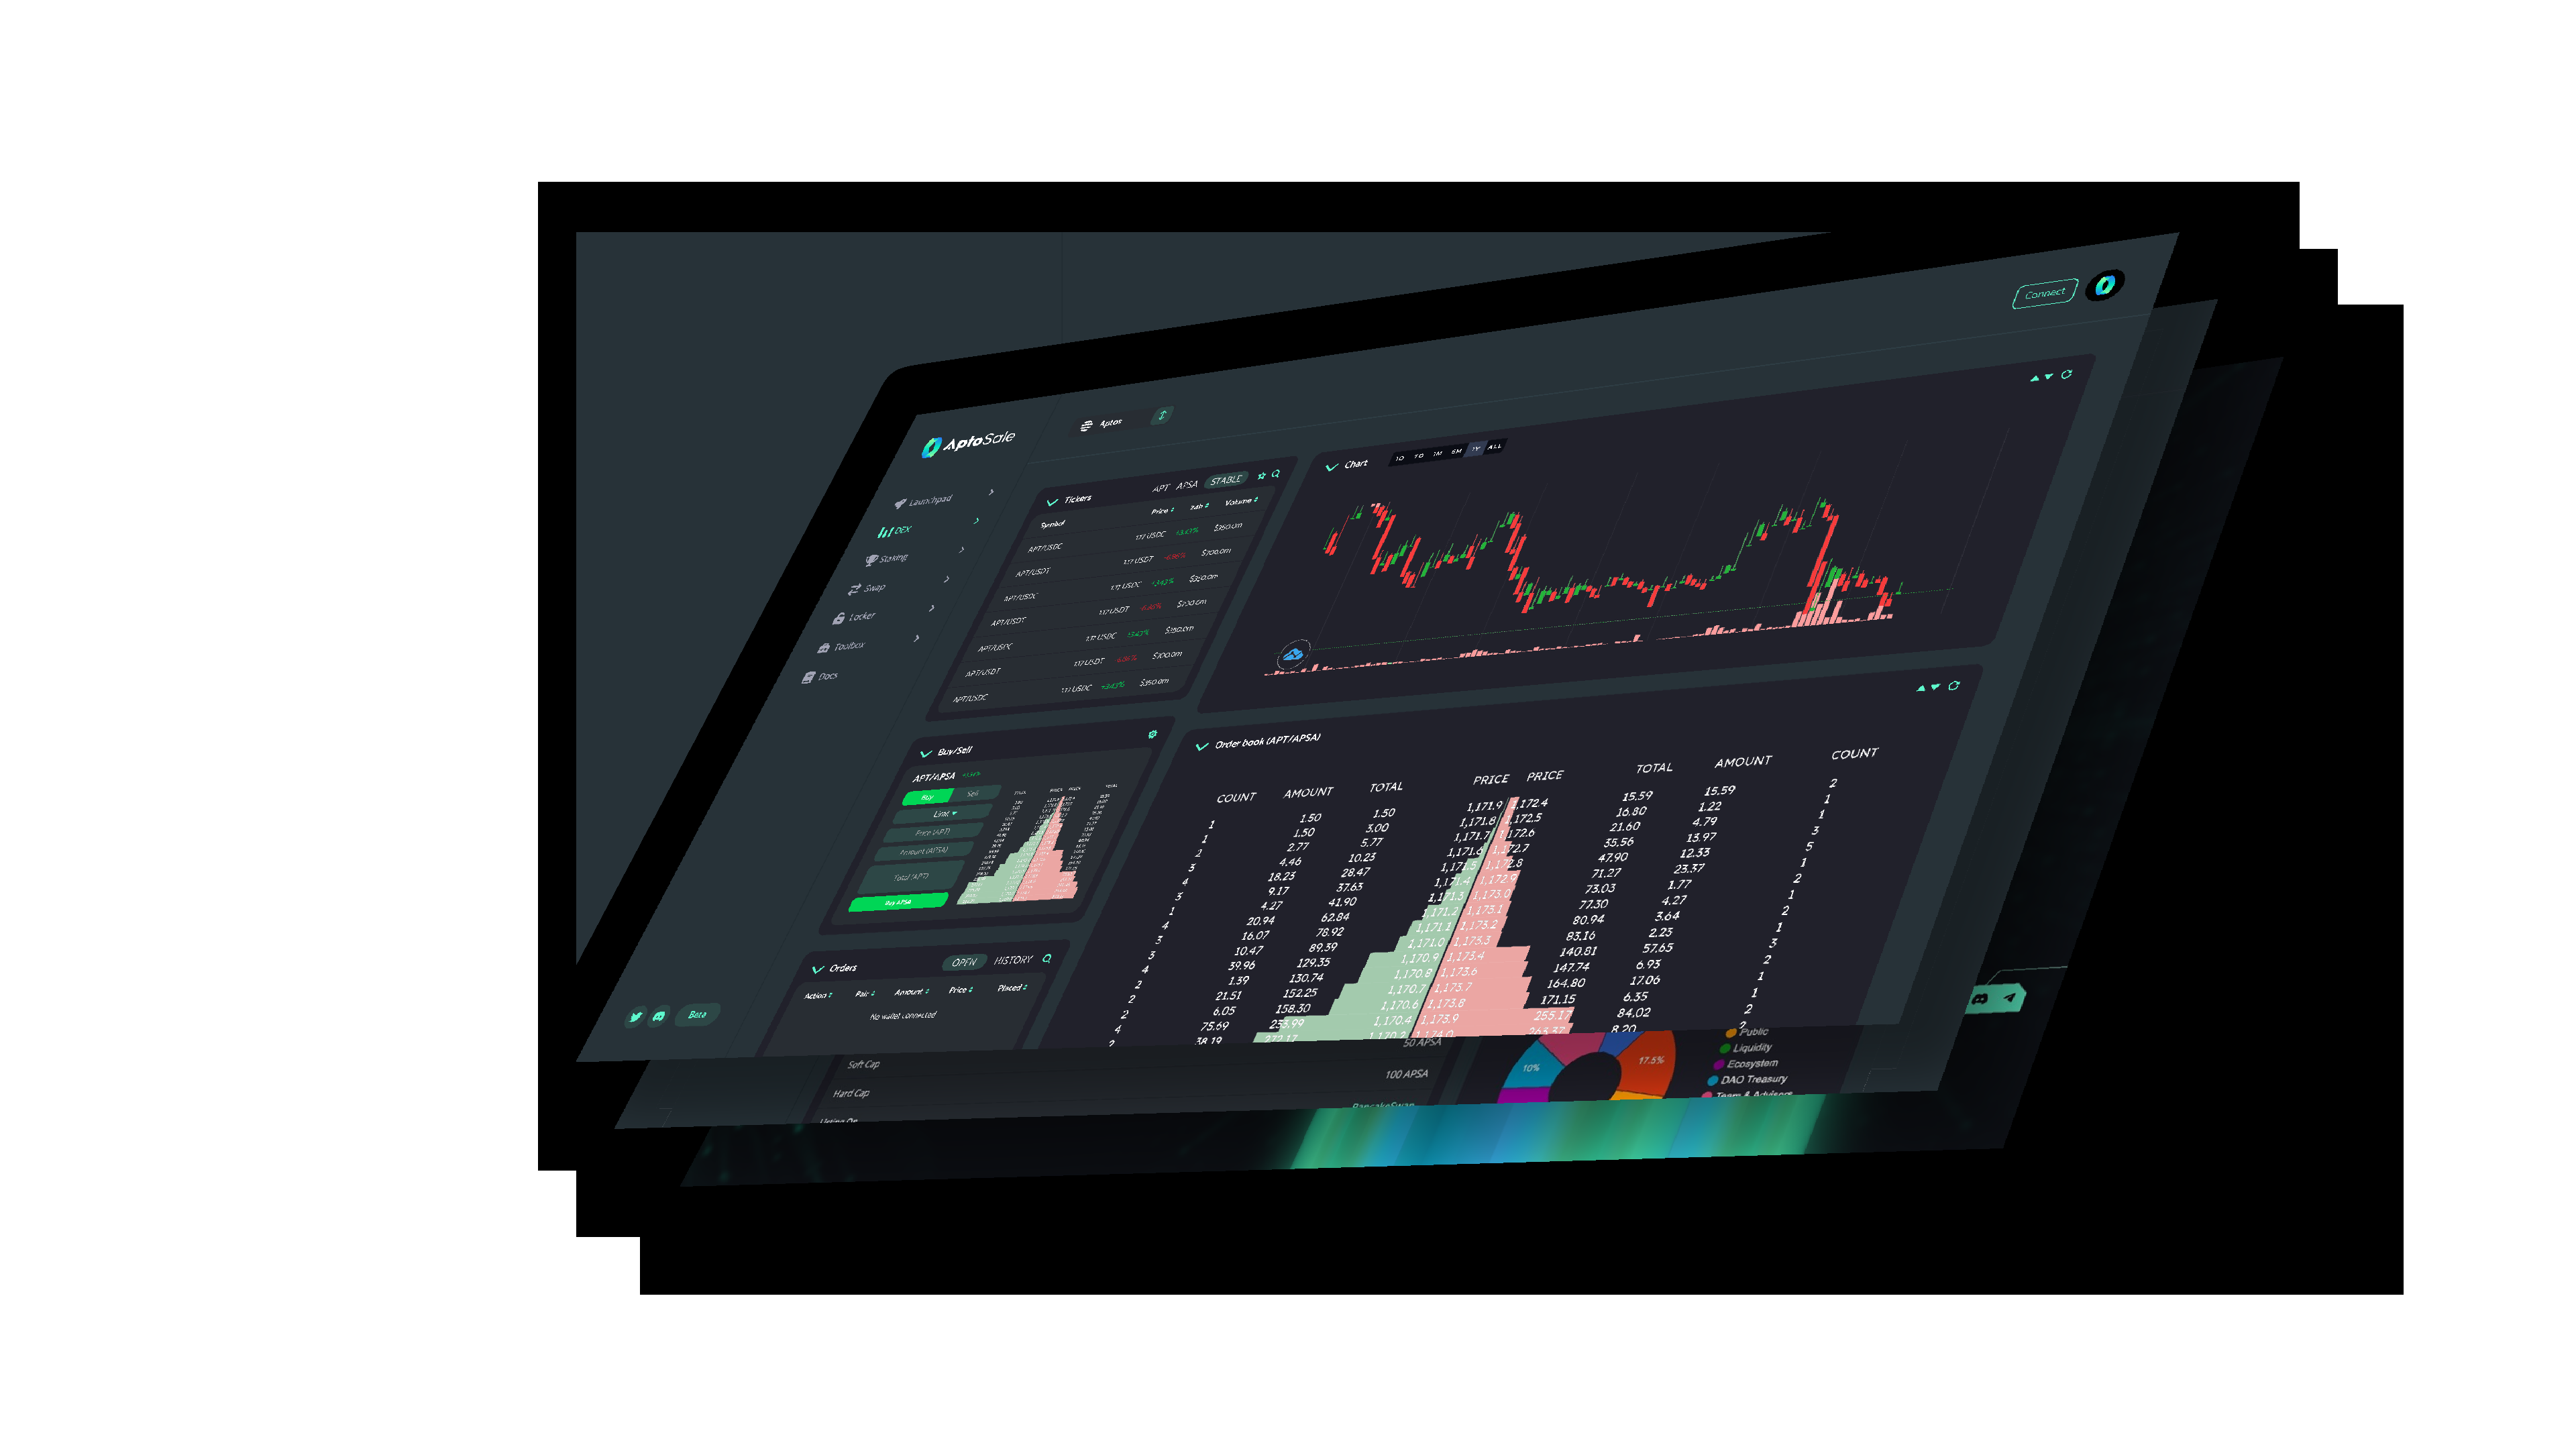 Connect
AptoSale
Aptos
Launchpad
DEX
Staking
Swap
Locker
Toolbox
Docs
Beta
Tickers APT APSA STABLE
Symbol Price 24h Volume
APT/USDC 1.17 USDC +3.43% $350.0m
APT/USDT 1.17 USDT $700.0m
APT/USDC 1.17 USDC +3.43% $350.0m
APT/USDT 1.17 USDT $700.0m
APT/USDC 1.17 USDC +3.43% $350.0m
APT/USDT 1.17 USDT $700.0m
APT/USDC 1.17 USDC +3.43% $350.0m
Chart 1D 7D 1M 6M 1Y ALL
Buy/Sell
APT/APSA
Buy Sell
Limit
Price (APT)
Amount (APSA)
Total (APT)
Buy APSA
Orders OPEN HISTORY
Action Pair Amount Price Placed
No wallet connected
Order book (APT/APSA)
COUNT AMOUNT TOTAL PRICE PRICE TOTAL AMOUNT COUNT
1 1.50 1.50 1,171.9 1,172.4 15.59 15.59 2
1 1.50 3.00 1,171.8 1,172.5 16.80 1.22 1
2 2.77 5.77 1,171.7 1,172.6 21.60 4.79 1
3 4.46 10.23 1,171.6 1,172.7 35.56 13.97 3
4 18.23 28.47 1,171.5 1,172.8 47.90 12.33 5
3 9.17 37.63 1,171.4 1,172.9 71.27 23.37 1
1 4.27 41.90 1,171.3 1,173.0 73.03 1.77 2
4 20.94 62.84 1,171.2 1,173.1 77.30 4.27 1
3 16.07 78.92 1,171.1 1,173.2 80.94 3.64 2
3 10.47 89.39 1,171.0 1,173.3 83.16 2.23 1
4 39.96 129.35 1,170.9 1,173.4 140.81 57.65 3
2 1.39 130.74 1,170.8 1,173.6 147.74 6.93 2
2 21.51 152.25 1,170.7 1,173.7 164.80 17.06 1
2 6.05 158.30 1,170.6 1,173.8 171.15 6.35 1
4 75.69 233.99 1,170.4 1,173.9 255.17 84.02 2
2 38.19 272.17 1,170.2 1,174.0 263.37 8.20 2
Soft Cap 50 APSA
Hard Cap 100 APSA
Listing On PancakeSwap
10%
17.5%
Public
Liquidity
Ecosystem
DAO Treasury
Team & Advisors